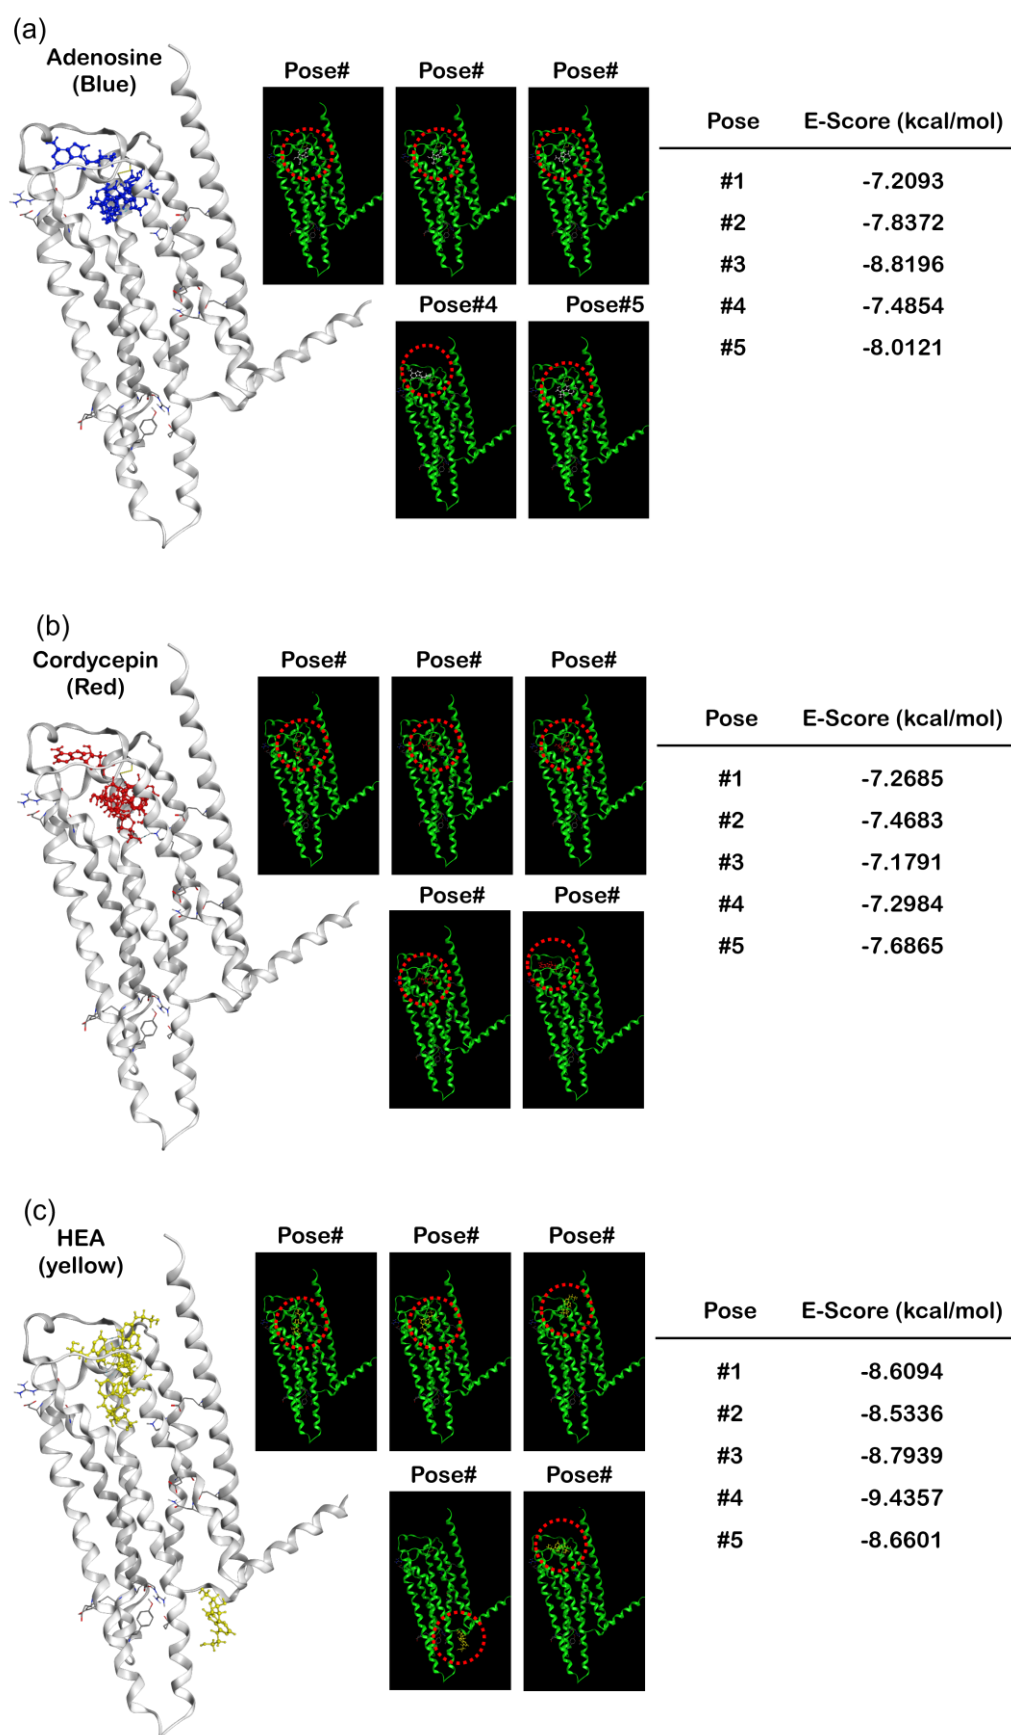 (a)
Adenosine
(Blue)
Pose# Pose# Pose#
Pose#4 Pose#5
Pose E-Score (kcal/mol)
#1 -7.2093
#2 -7.8372
#3 -8.8196
#4 -7.4854
#5 -8.0121
(b)
Cordycepin
(Red)
Pose# Pose# Pose#
Pose# Pose#
Pose E-Score (kcal/mol)
#1 -7.2685
#2 -7.4683
#3 -7.1791
#4 -7.2984
#5 -7.6865
(c)
HEA
(yellow)
Pose# Pose# Pose#
Pose# Pose#
Pose E-Score (kcal/mol)
#1 -8.6094
#2 -8.5336
#3 -8.7939
#4 -9.4357
#5 -8.6601